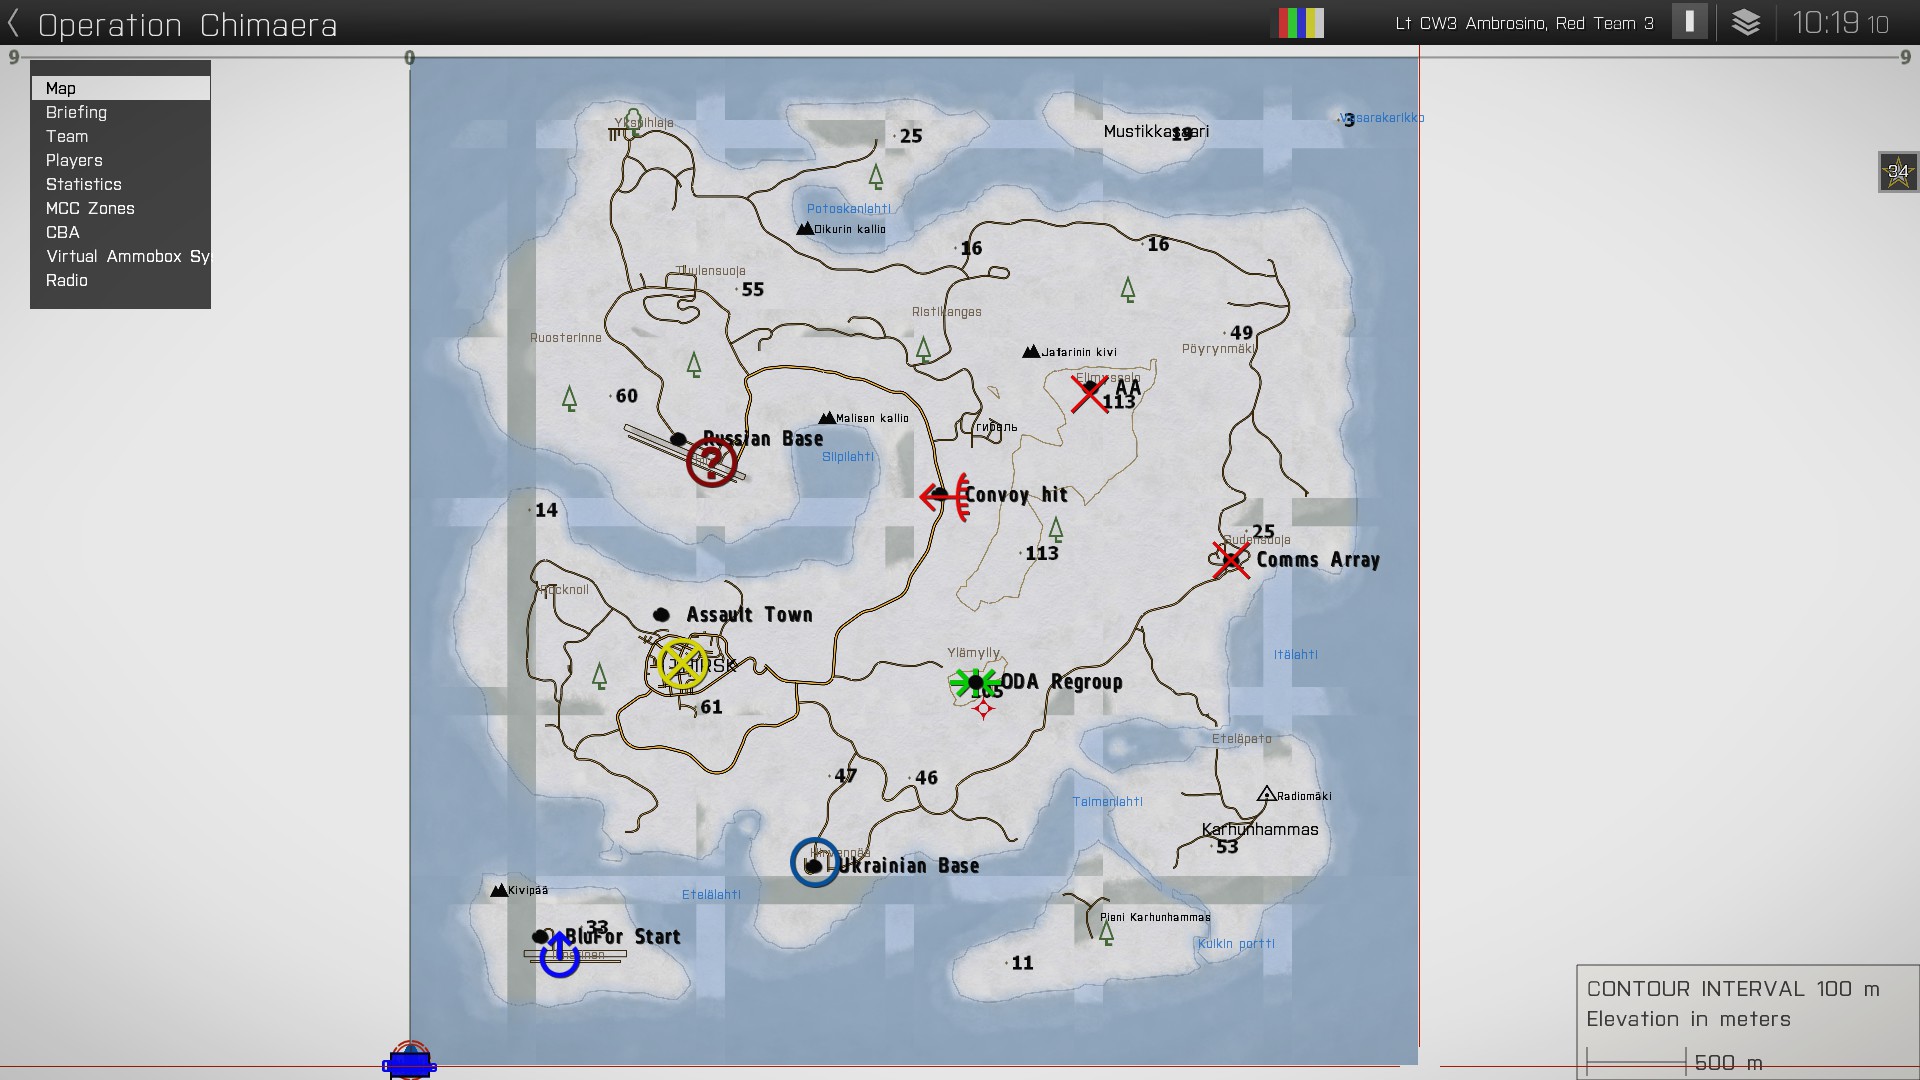 Operation Chimaera
Lt CW3 Ambrosino, Red Team 3
10:19 10
9
0
9
Map
Briefing
Team
Players
Statistics
MCC Zones
CBA
Virtual Ammobox Sy
Radio
34
Ykspihlaja
25
Mustikkasaari
19
3
Vasarakarikko
Potoskanlahti
Oikurin kallio
16
16
Tuulensuoja
55
Ristikangas
Ruosterinne
49
Pöyrynmäki
Jafarinin kivi
AA
113
60
Malisen kallio
гибель
Russian Base
Siipilahti
Convoy hit
14
113
25
Sudensuoja
Comms Array
Rocknoll
Assault Town
Ylämylly
Itälahti
ODA Regroup
61
Eteläpato
47
46
Talmenlahti
Radiomäki
Karhunhammas
53
Ukrainian Base
Kivipää
Etelälahti
Pieni Karhunhammas
33
BluFor Start
Kuikin portti
11
CONTOUR INTERVAL 100 m
Elevation in meters
500 m